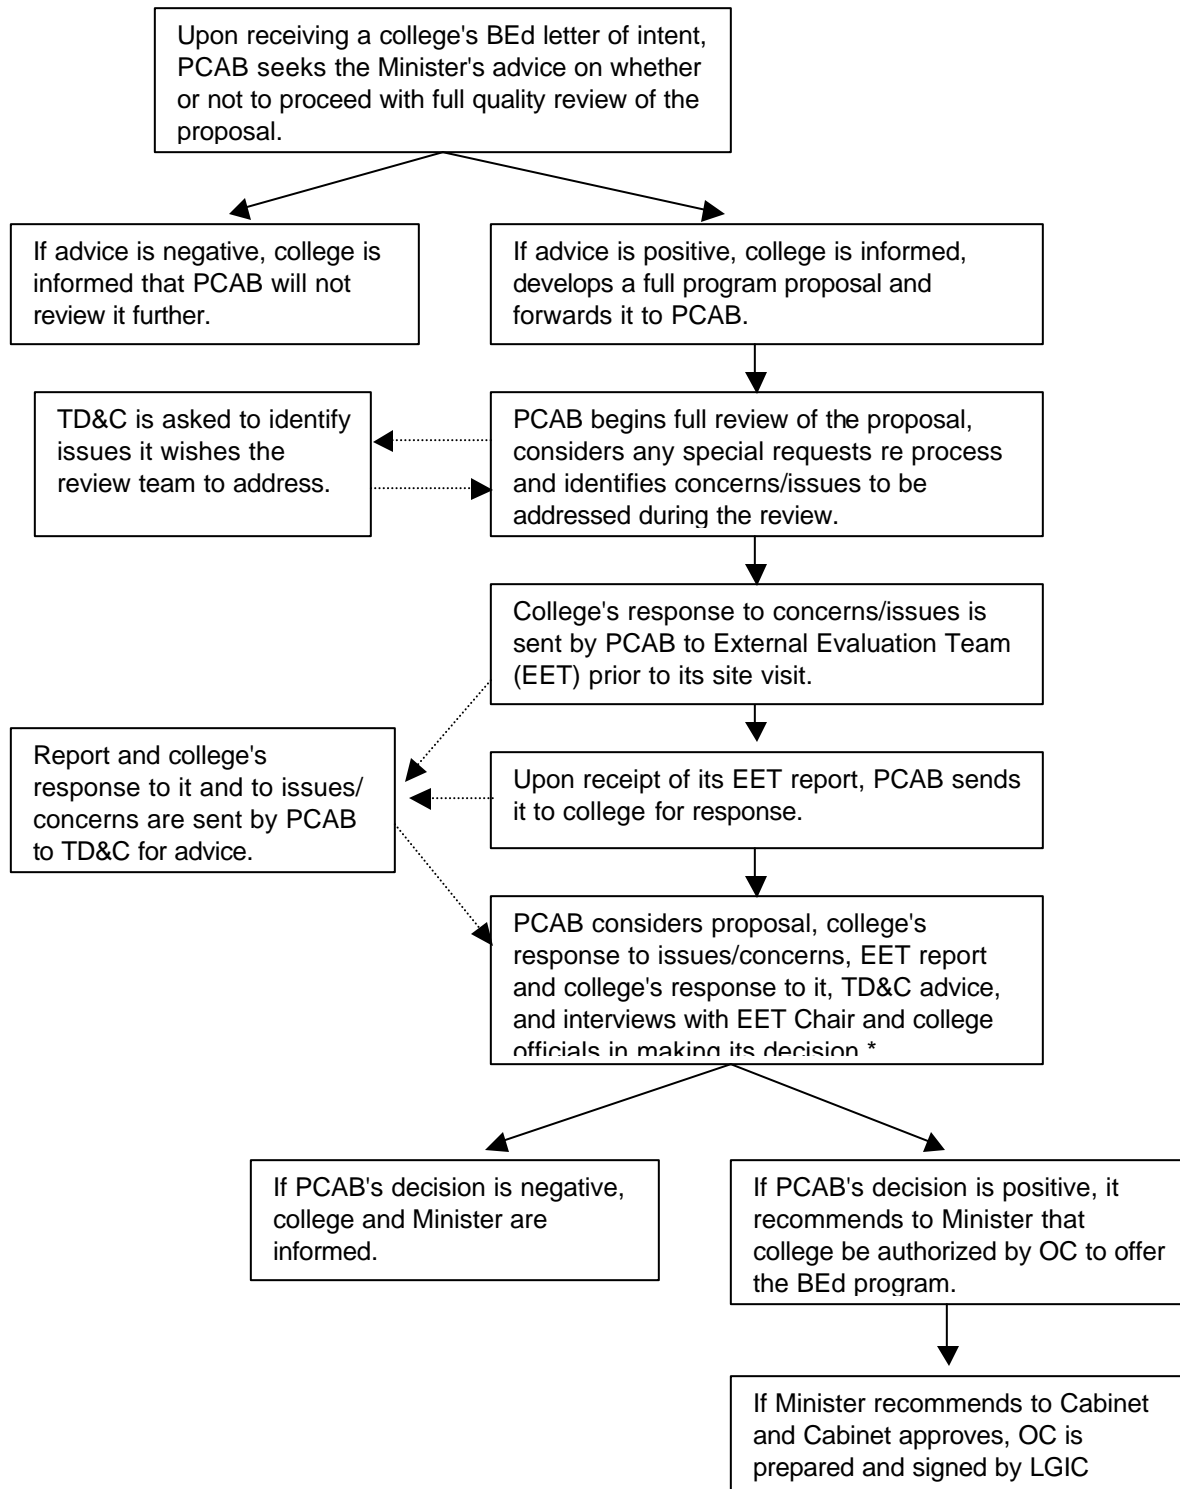 Upon receiving a college's BEd letter of intent,
PCAB seeks the Minister's advice on whether
or not to proceed with full quality review of the
proposal.
If advice is negative, college is
informed that PCAB will not
review it further.
If advice is positive, college is informed,
develops a full program proposal and
forwards it to PCAB.
TD&C is asked to identify
issues it wishes the
review team to address.
PCAB begins full review of the proposal,
considers any special requests re process
and identifies concerns/issues to be
addressed during the review.
College's response to concerns/issues is
sent by PCAB to External Evaluation Team
(EET) prior to its site visit.
Report and college's
response to it and to issues/
concerns are sent by PCAB
to TD&C for advice.
Upon receipt of its EET report, PCAB sends
it to college for response.
PCAB considers proposal, college's
response to issues/concerns, EET report
and college's response to it, TD&C advice,
and interviews with EET Chair and college
officials in making its decision.*
If PCAB's decision is negative,
college and Minister are
informed.
If PCAB's decision is positive, it
recommends to Minister that
college be authorized by OC to offer
the BEd program.
If Minister recommends to Cabinet
and Cabinet approves, OC is
prepared and signed by LGIC